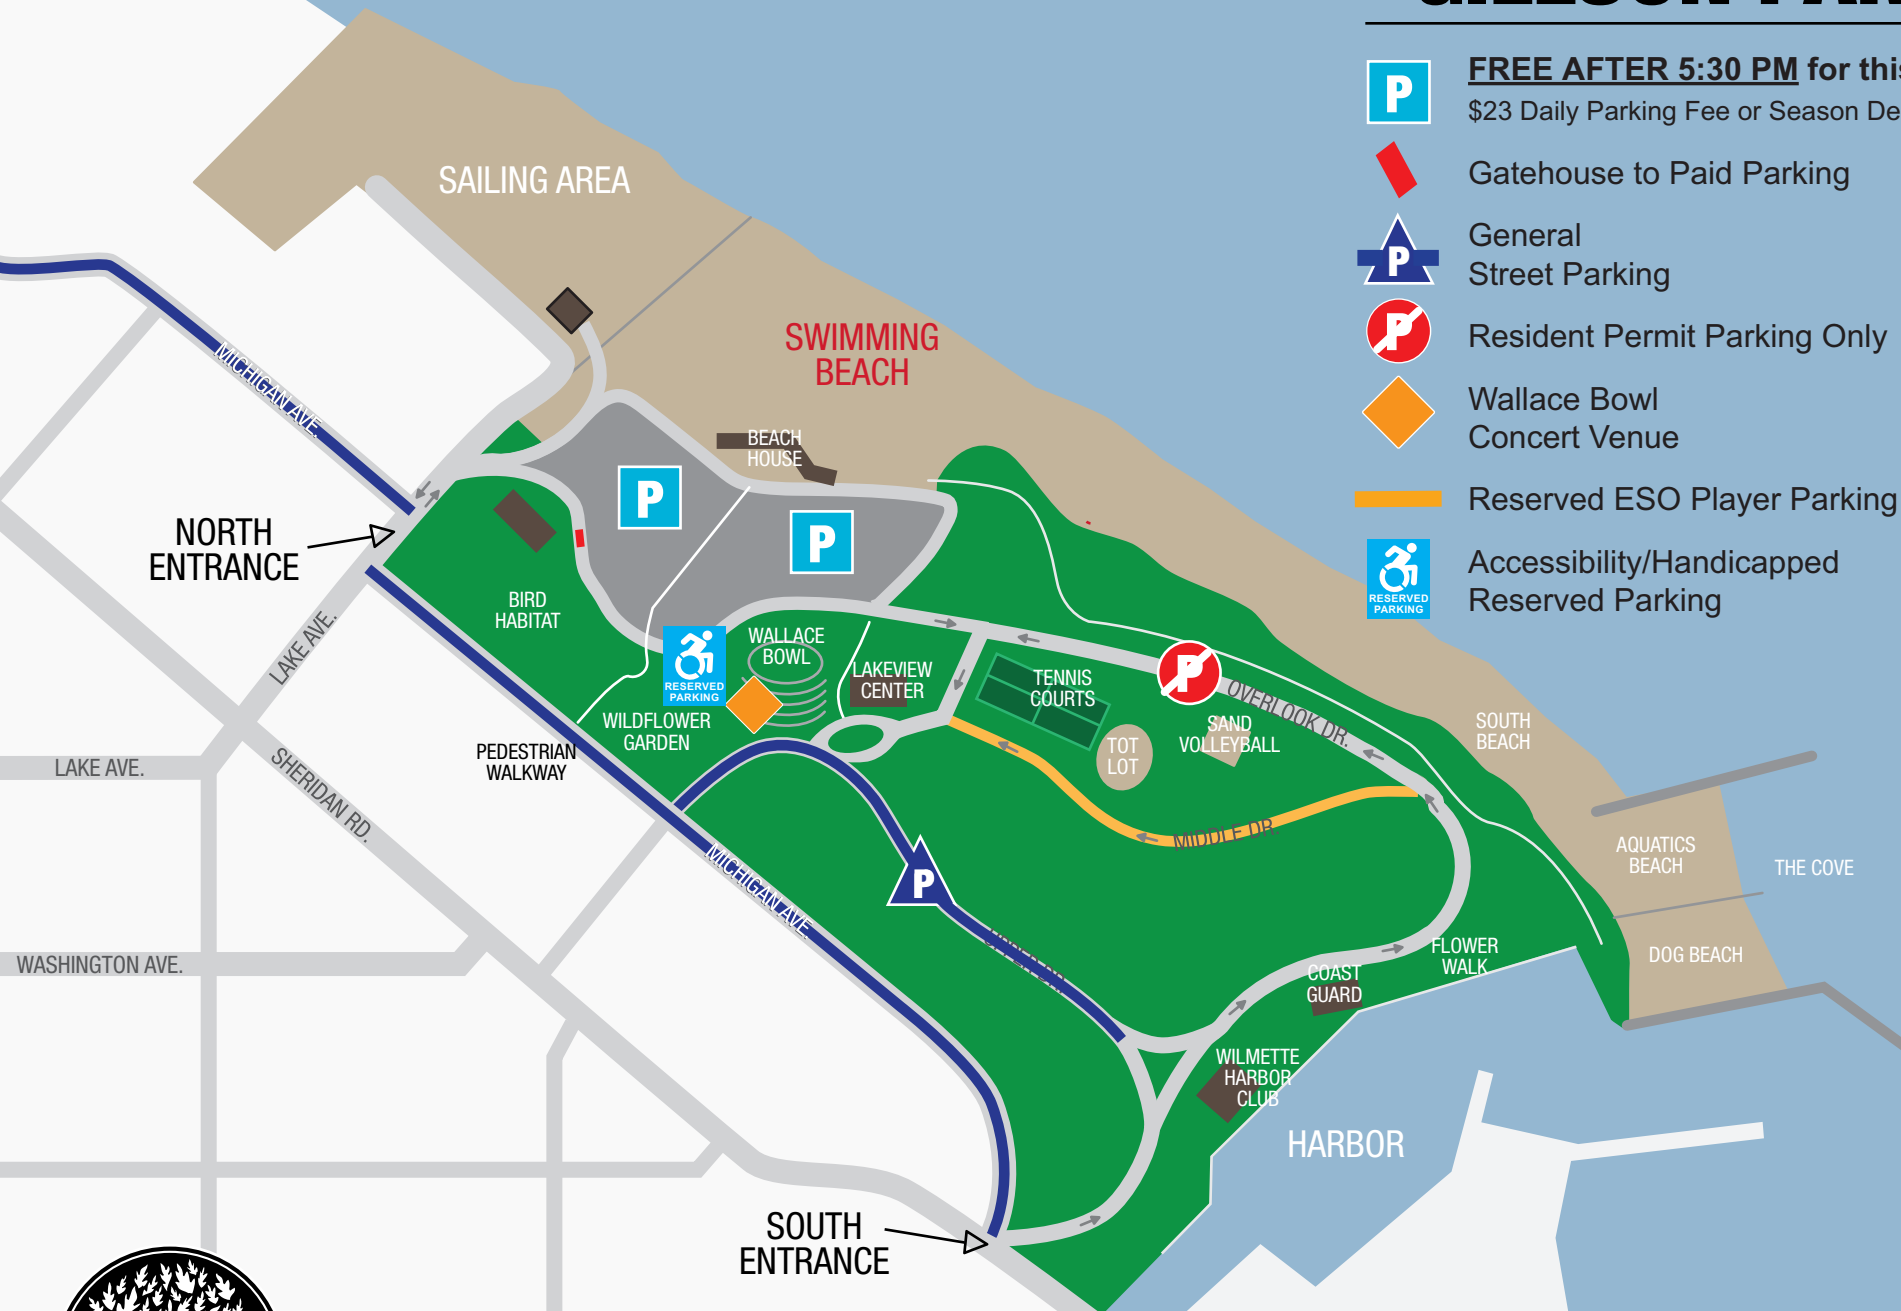 FREE AFTER 5:30 PM for this
$23 Daily Parking Fee or Season De
P
Gatehouse to Paid Parking
P
General
Street Parking
P
Resident Permit Parking Only
Wallace Bowl
Concert Venue
Reserved ESO Player Parking
RESERVED
PARKING
Accessibility/Handicapped
Reserved Parking
SAILING AREA
SWIMMING
BEACH
MICHIGAN AVE.
BEACH
HOUSE
P
P
NORTH
ENTRANCE
BIRD
HABITAT
LAKE AVE.
RESERVED
PARKING
WALLACE
BOWL
LAKEVIEW
CENTER
TENNIS
COURTS
P
OVERLOOK DR.
SAND
VOLLEYBALL
TOT
LOT
SOUTH
BEACH
WILDFLOWER
GARDEN
PEDESTRIAN
WALKWAY
LAKE AVE.
SHERIDAN RD.
MIDDLE DR.
AQUATICS
BEACH
THE COVE
MICHIGAN AVE.
P
WASHINGTON AVE.
FLOWER
WALK
DOG BEACH
COAST
GUARD
WILMETTE
HARBOR
CLUB
HARBOR
SOUTH
ENTRANCE